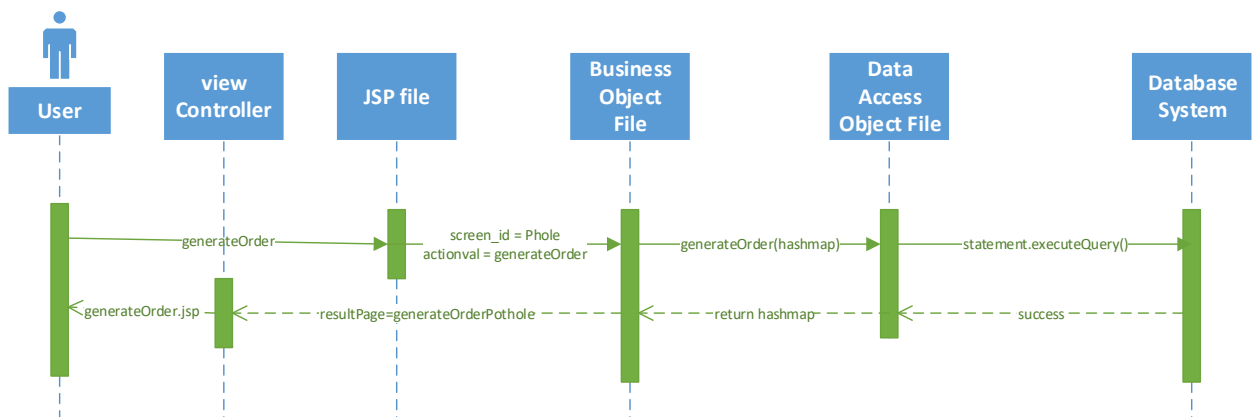 User
view
Controller
JSP file
Business
Object
File
Data
Access
Object File
Database
System
generateOrder
screen_id = Phole
actionval = generateOrder
generateOrder(hashmap)
statement.executeQuery()
generateOrder.jsp
resultPage=generateOrderPothole
return hashmap
success